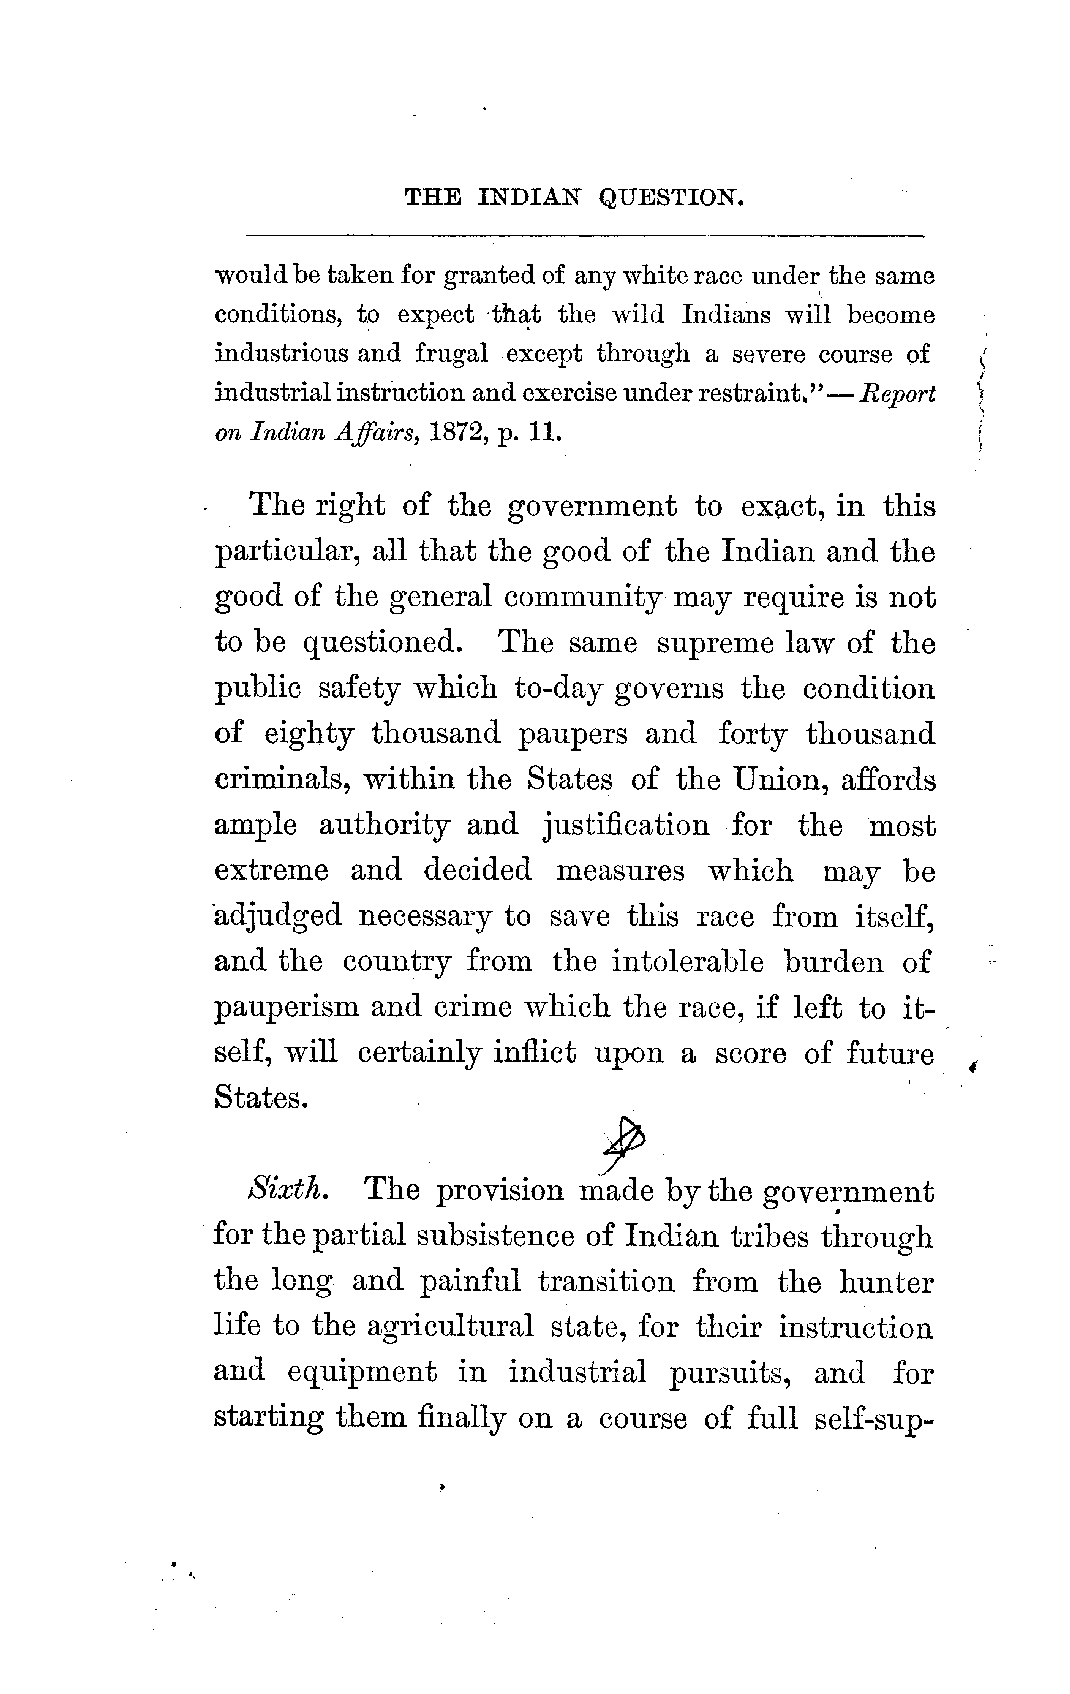 THE INDIAN QUESTION.
would be taken for granted of any white race under the same
conditions, to expect that the wild Indians will become
industrious and frugal except through a severe course of
industrial instruction and exercise under restraint."—Report
on Indian Affairs, 1872, p. 11.
The right of the government to exact, in this
particular, all that the good of the Indian and the
good of the general community may require is not
to be questioned. The same supreme law of the
public safety which to-day governs the condition
of eighty thousand paupers and forty thousand
criminals, within the States of the Union, affords
ample authority and justification for the most
extreme and decided measures which may be
adjudged necessary to save this race from itself,
and the country from the intolerable burden of
pauperism and crime which the race, if left to it-
self, will certainly inflict upon a score of future
States.
Sixth. The provision made by the government
for the partial subsistence of Indian tribes through
the long and painful transition from the hunter
life to the agricultural state, for their instruction
and equipment in industrial pursuits, and for
starting them finally on a course of full self-sup-